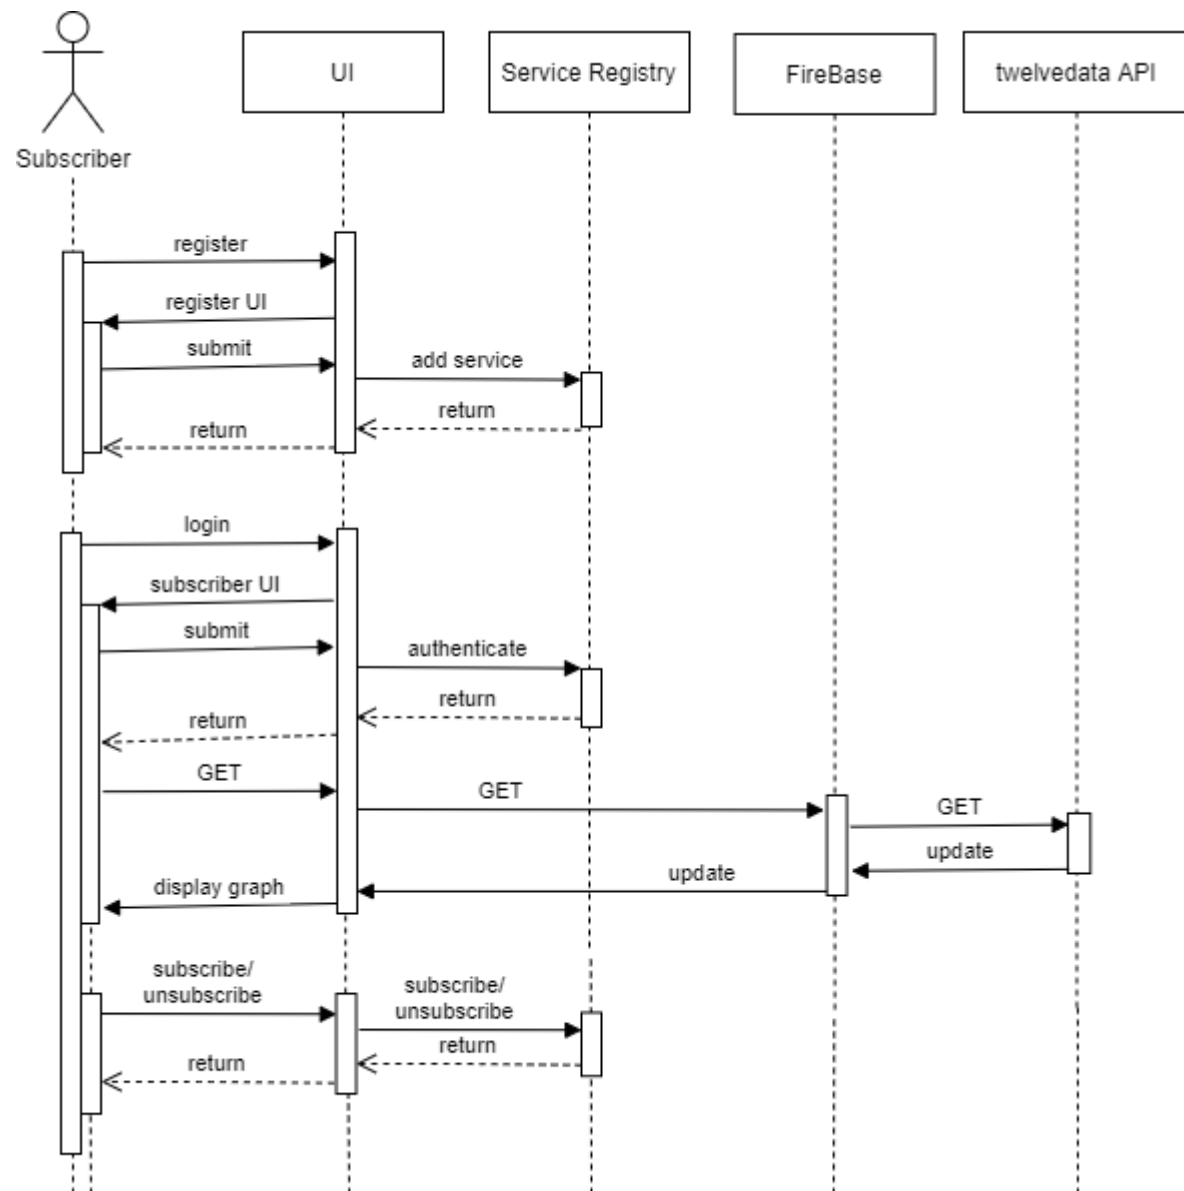 UI
Service Registry
FireBase
twelvedata API
Subscriber
register
register UI
submit
add service
return
return
login
subscriber UI
submit
authenticate
return
return
GET
GET
GET
update
update
display graph
subscribe/
unsubscribe
subscribe/
unsubscribe
return
return